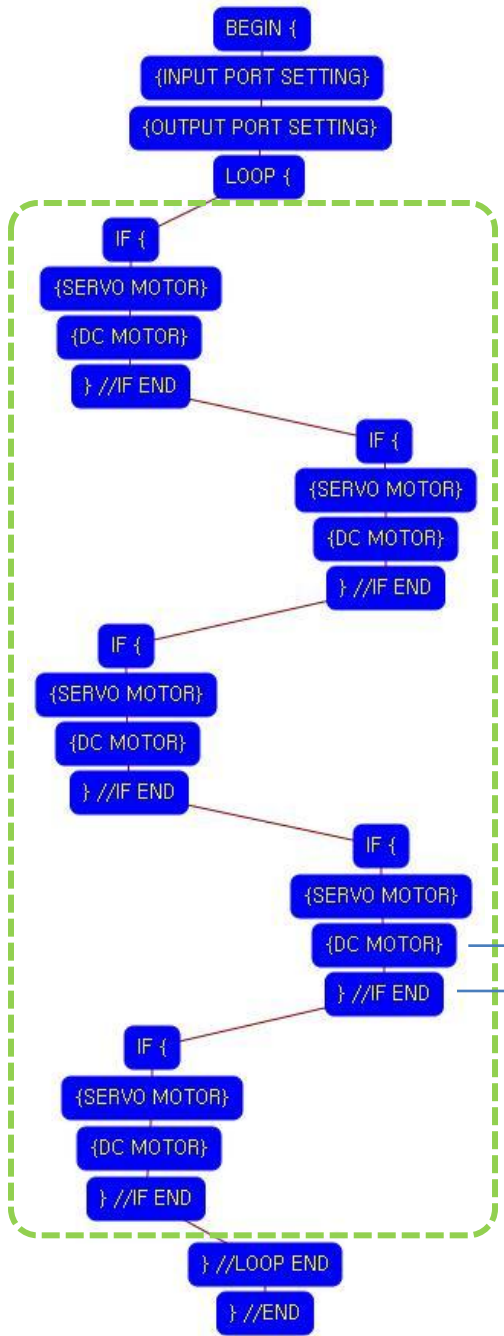 BEGIN {
{INPUT PORT SETTING}
{OUTPUT PORT SETTING}
LOOP {
IF {
{SERVO MOTOR}
{DC MOTOR}
} //IF END
IF {
{SERVO MOTOR}
{DC MOTOR}
} //IF END
IF {
{SERVO MOTOR}
{DC MOTOR}
} //IF END
IF {
{SERVO MOTOR}
{DC MOTOR}
} //IF END
IF {
{SERVO MOTOR}
{DC MOTOR}
} //IF END
} //LOOP END
} //END